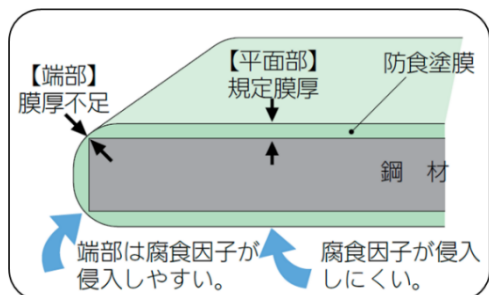 【端部】
膜厚不足
【平面部】
規定膜厚
防食塗膜
鋼 材
端部は腐食因子が
侵入しやすい。
腐食因子が侵入
しにくい。